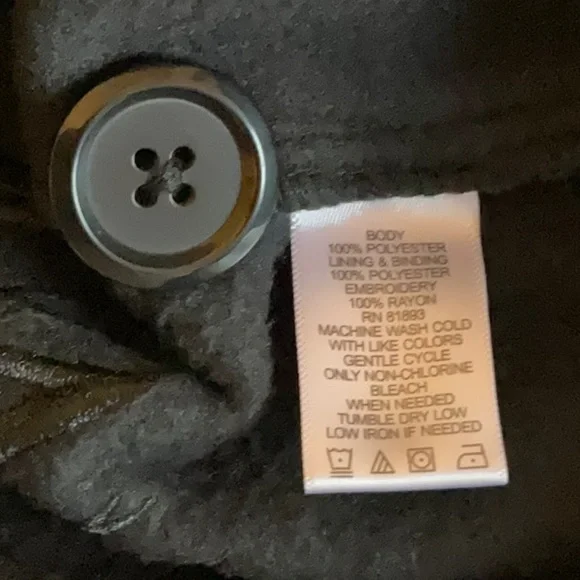 BODY
100% POLYESTER
LINING & BINDING
100% POLYESTER
EMBROIDERY
100% RAYON
RN 81893
MACHINE WASH COLD
WITH LIKE COLORS
GENTLE CYCLE
ONLY NON-CHLORINE
BLEACH
WHEN NEEDED
TUMBLE DRY LOW
LOW IRON IF NEEDED